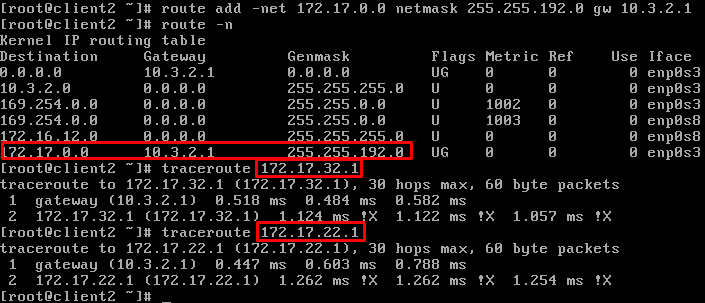 [root@client2 ~]# route add -net 172.17.0.0 netmask 255.255.192.0 gw 10.3.2.1
[root@client2 ~]# route -n
Kernel IP routing table
Destination     Gateway         Genmask         Flags Metric Ref    Use Iface
0.0.0.0         10.3.2.1        0.0.0.0         UG    0      0        0 enp0s3
10.3.2.0        0.0.0.0         255.255.255.0   U     0      0        0 enp0s3
169.254.0.0     0.0.0.0         255.255.0.0     U     1002   0        0 enp0s3
169.254.0.0     0.0.0.0         255.255.0.0     U     1003   0        0 enp0s8
172.16.12.0     0.0.0.0         255.255.255.0   U     0      0        0 enp0s8
172.17.0.0      10.3.2.1        255.255.192.0   UG    0      0        0 enp0s3
[root@client2 ~]# traceroute 172.17.32.1
traceroute to 172.17.32.1 (172.17.32.1), 30 hops max, 60 byte packets
 1  gateway (10.3.2.1)  0.518 ms  0.484 ms  0.582 ms
 2  172.17.32.1 (172.17.32.1)  1.124 ms !X  1.122 ms !X  1.057 ms !X
[root@client2 ~]# traceroute 172.17.22.1
traceroute to 172.17.22.1 (172.17.22.1), 30 hops max, 60 byte packets
 1  gateway (10.3.2.1)  0.447 ms  0.603 ms  0.788 ms
 2  172.17.22.1 (172.17.22.1)  1.262 ms !X  1.262 ms !X  1.254 ms !X
[root@client2 ~]# _